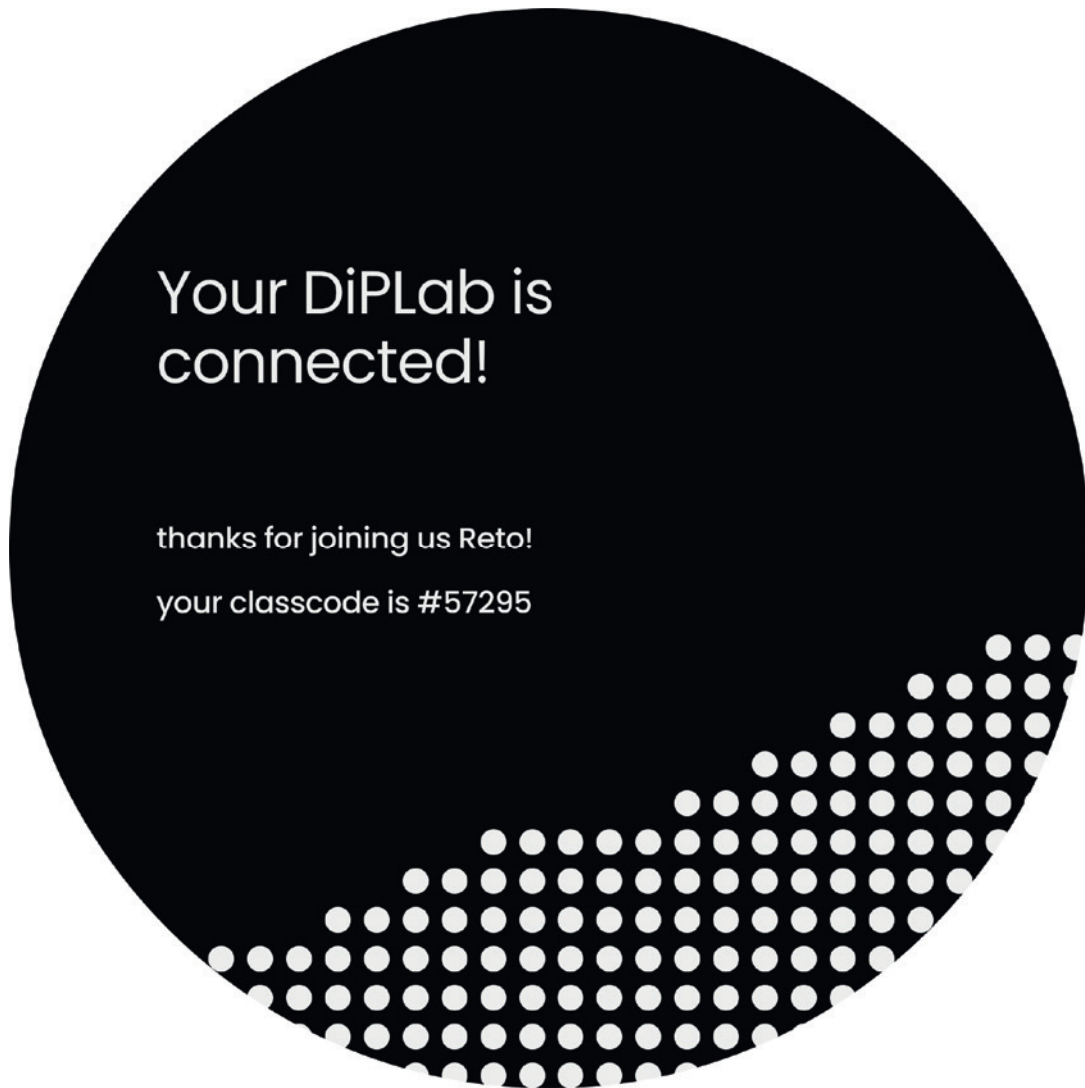 Your DiPLab is
connected!
thanks for joining us Reto!
your classcode is #57295